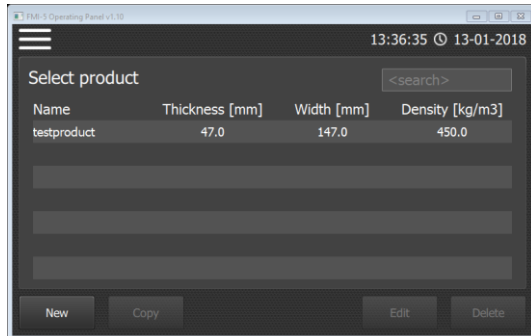 FMI-5 Operating Panel v1.10
13:36:35 13-01-2018
Select product <search>
Name Thickness [mm] Width [mm] Density [kg/m3]
testproduct 47.0 147.0 450.0
New Copy Edit Delete